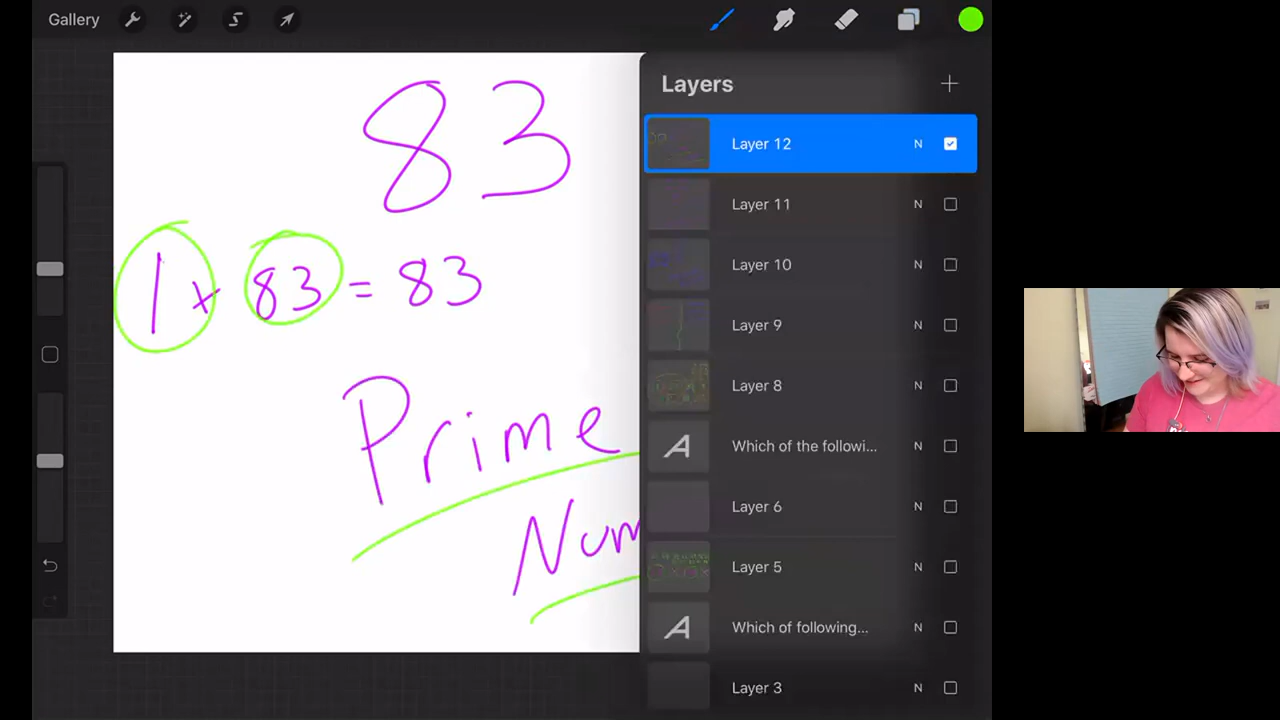 Gallery
83
1 x 83 = 83
Prime
Num
Layers
Layer 12 N
Layer 11 N
Layer 10 N
Layer 9 N
Layer 8 N
A Which of the followi... N
Layer 6 N
Layer 5 N
A Which of following... N
Layer 3 N